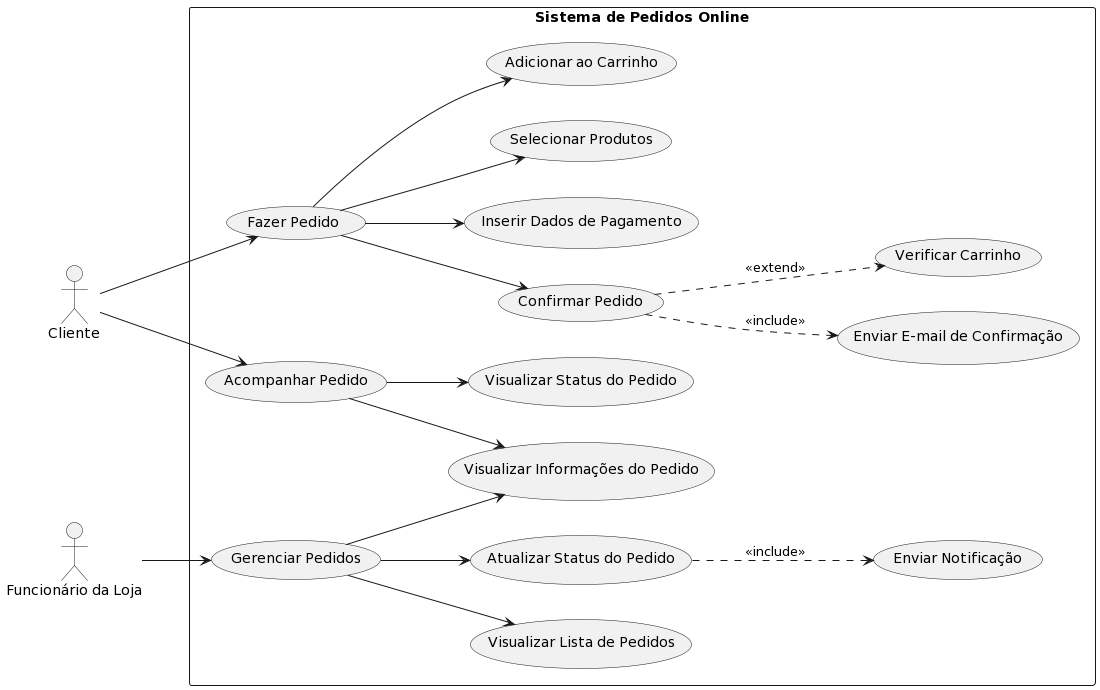 Sistema de Pedidos Online
Adicionar ao Carrinho
Selecionar Produtos
Fazer Pedido
Inserir Dados de Pagamento
Verificar Carrinho
«extend»
Confirmar Pedido
«include»
Enviar E-mail de Confirmação
Cliente
Acompanhar Pedido
Visualizar Status do Pedido
Visualizar Informações do Pedido
Gerenciar Pedidos
Atualizar Status do Pedido
«include»
Enviar Notificação
Funcionário da Loja
Visualizar Lista de Pedidos